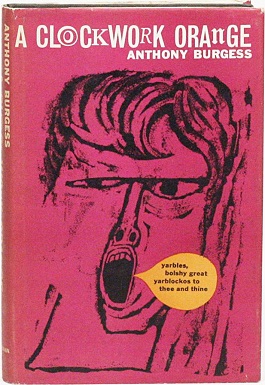 A CLOCKWORK ORANGE
ANTHONY BURGESS
yarbles,
bolshy great
yarblockos to
thee and thine
ANTHONY BURGESS